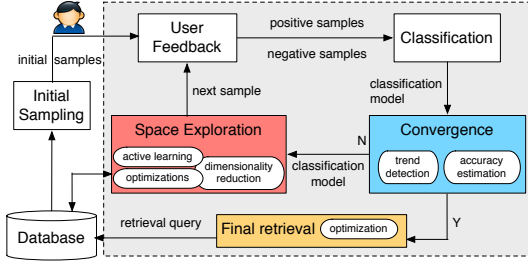 User
Feedback
positive samples
negative samples
Classification
initial samples
Initial
Sampling
next sample
classification
model
Space Exploration
active learning
optimizations
dimensionality
reduction
N
classification
model
Convergence
trend
detection
accuracy
estimation
Y
Database
retrieval query
Final retrieval
optimization